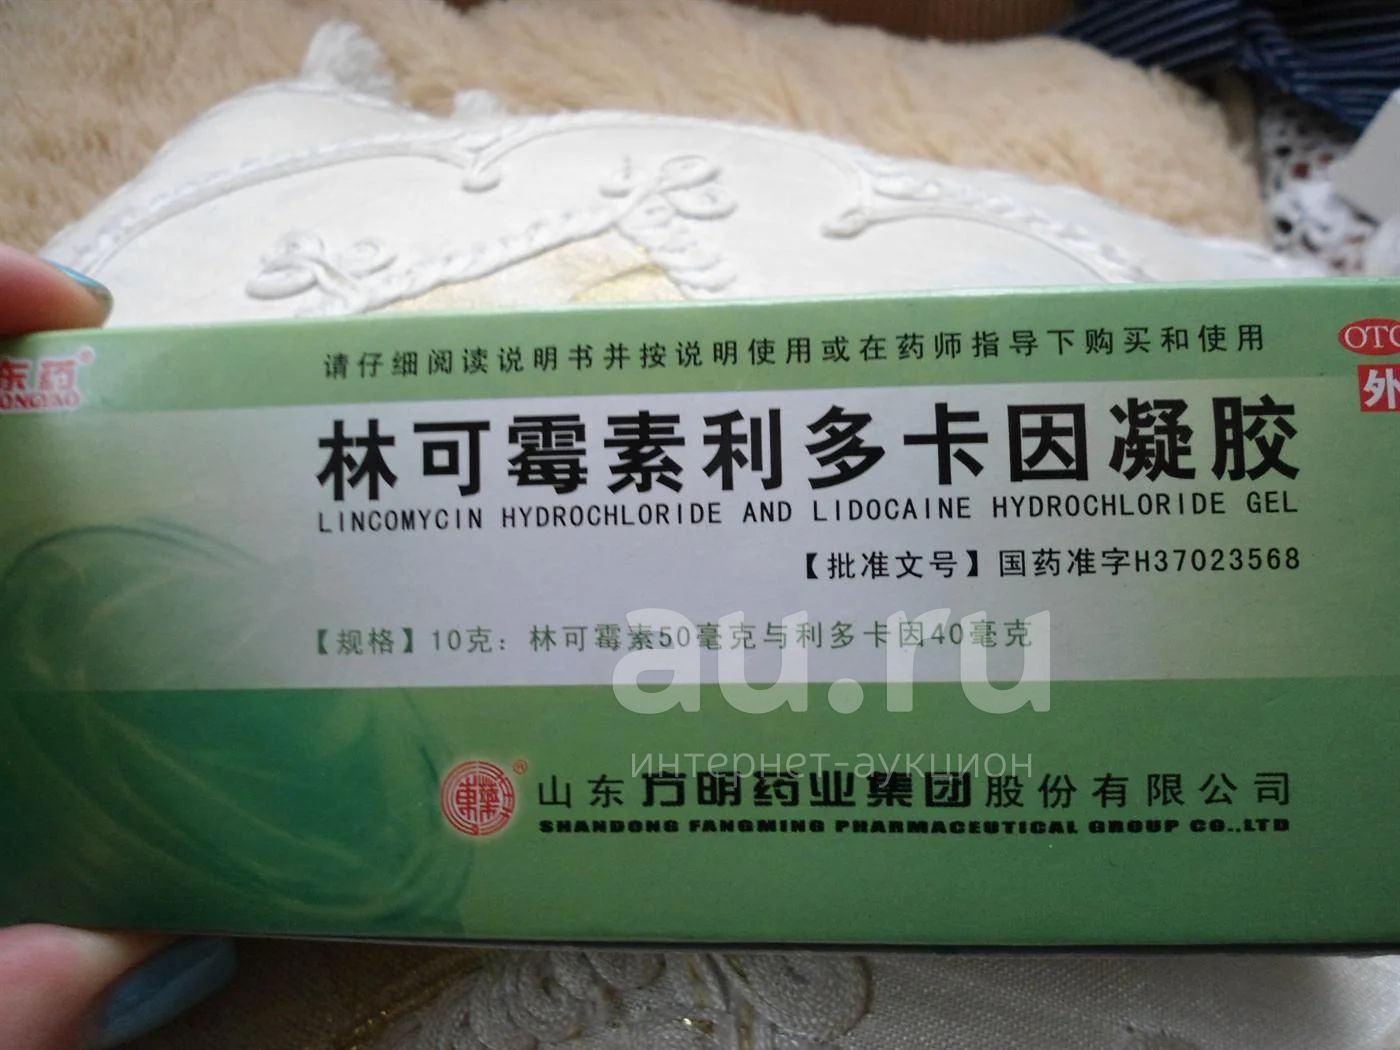 请仔细阅读说明书并按说明使用或在药师指导下购买和使用
OTC
东药®
外
林可霉素利多卡因凝胶
LINCOMYCIN HYDROCHLORIDE AND LIDOCAINE HYDROCHLORIDE GEL
【批准文号】国药准字H37023568
【规格】10克：林可霉素50毫克与利多卡因40毫克
au.ru
интернет-аукцион
®
山东方明药业集团股份有限公司
SHANDONG FANGMING PHARMACEUTICAL GROUP CO.,LTD